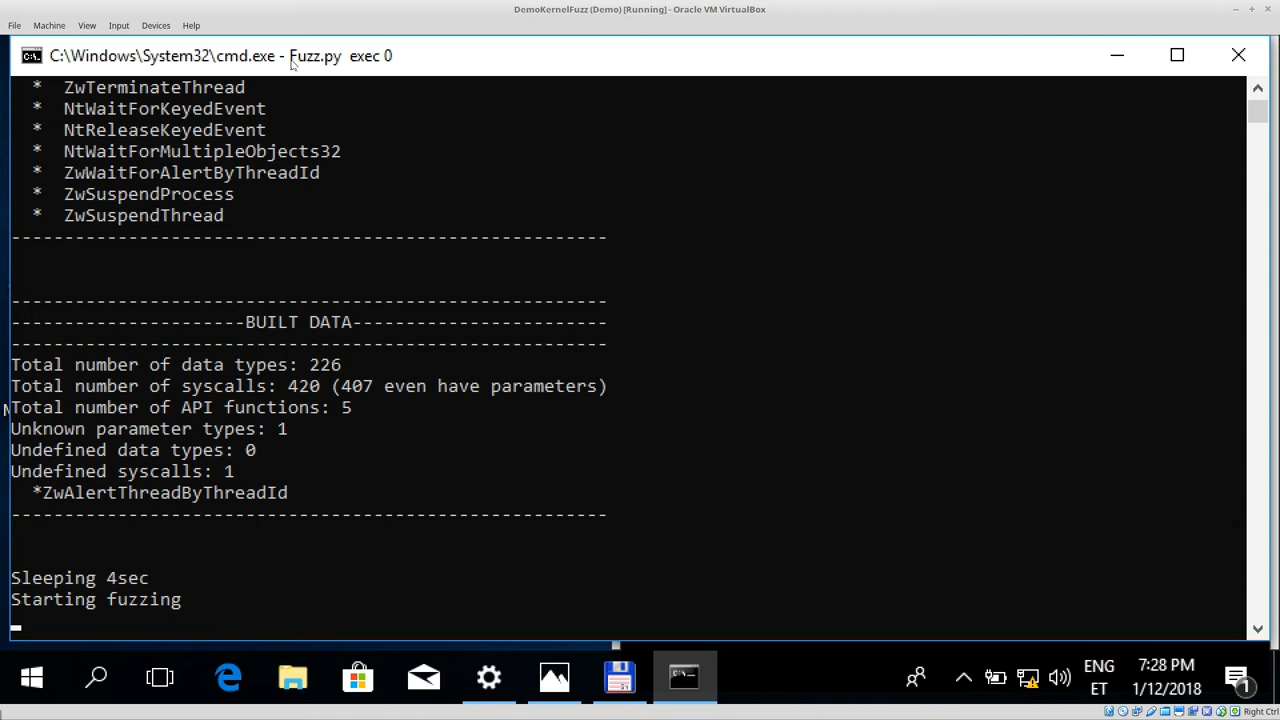 DemoKernelFuzz (Demo) [Running] - Oracle VM VirtualBox
File Machine View Input Devices Help
C:\Windows\System32\cmd.exe - Fuzz.py  exec 0
* ZwTerminateThread
* NtWaitForKeyedEvent
* NtReleaseKeyedEvent
* NtWaitForMultipleObjects32
* ZwWaitForAlertByThreadId
* ZwSuspendProcess
* ZwSuspendThread
--------------------------------------------------------
--------------------------------------------------------
----------------------BUILT DATA------------------------
--------------------------------------------------------
Total number of data types: 226
Total number of syscalls: 420 (407 even have parameters)
Total number of API functions: 5
Unknown parameter types: 1
Undefined data types: 0
Undefined syscalls: 1
*ZwAlertThreadByThreadId
--------------------------------------------------------
Sleeping 4sec
Starting fuzzing
ENG
ET
7:28 PM
1/12/2018
1
Right Ctrl